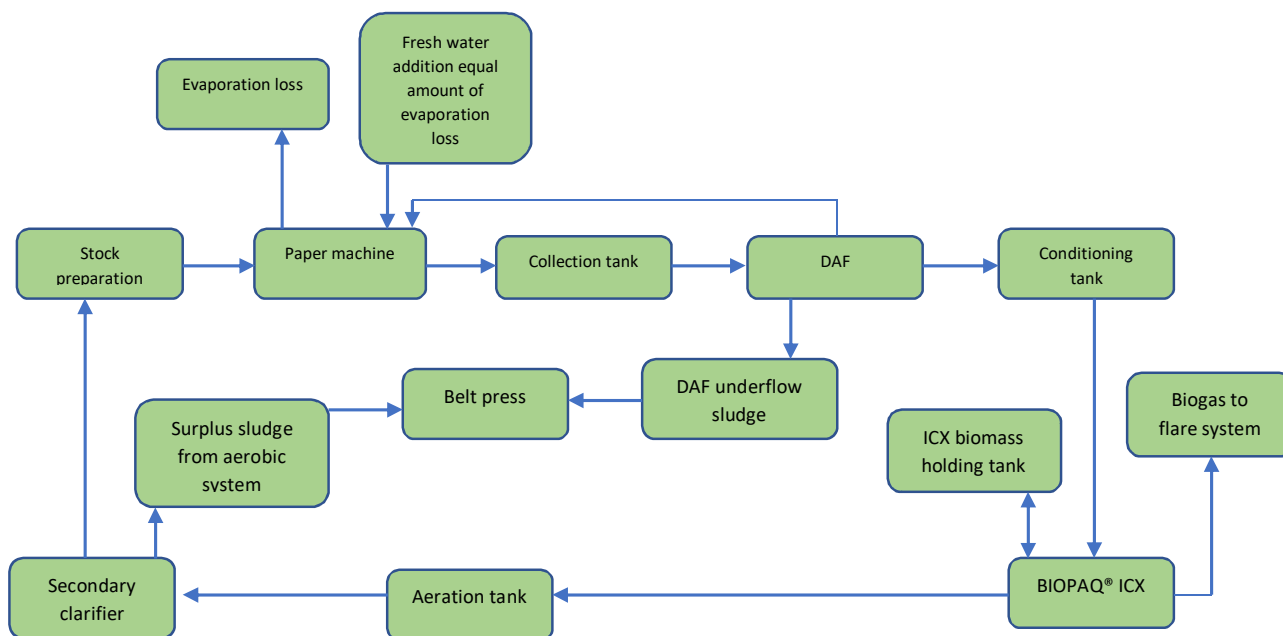 Evaporation loss
Fresh water
addition equal
amount of
evaporation
loss
Stock
preparation
Paper machine
Collection tank
DAF
Conditioning
tank
Belt press
DAF underflow
sludge
Surplus sludge
from aerobic
system
ICX biomass
holding tank
Biogas to
flare system
Secondary
clarifier
Aeration tank
BIOPAQ® ICX